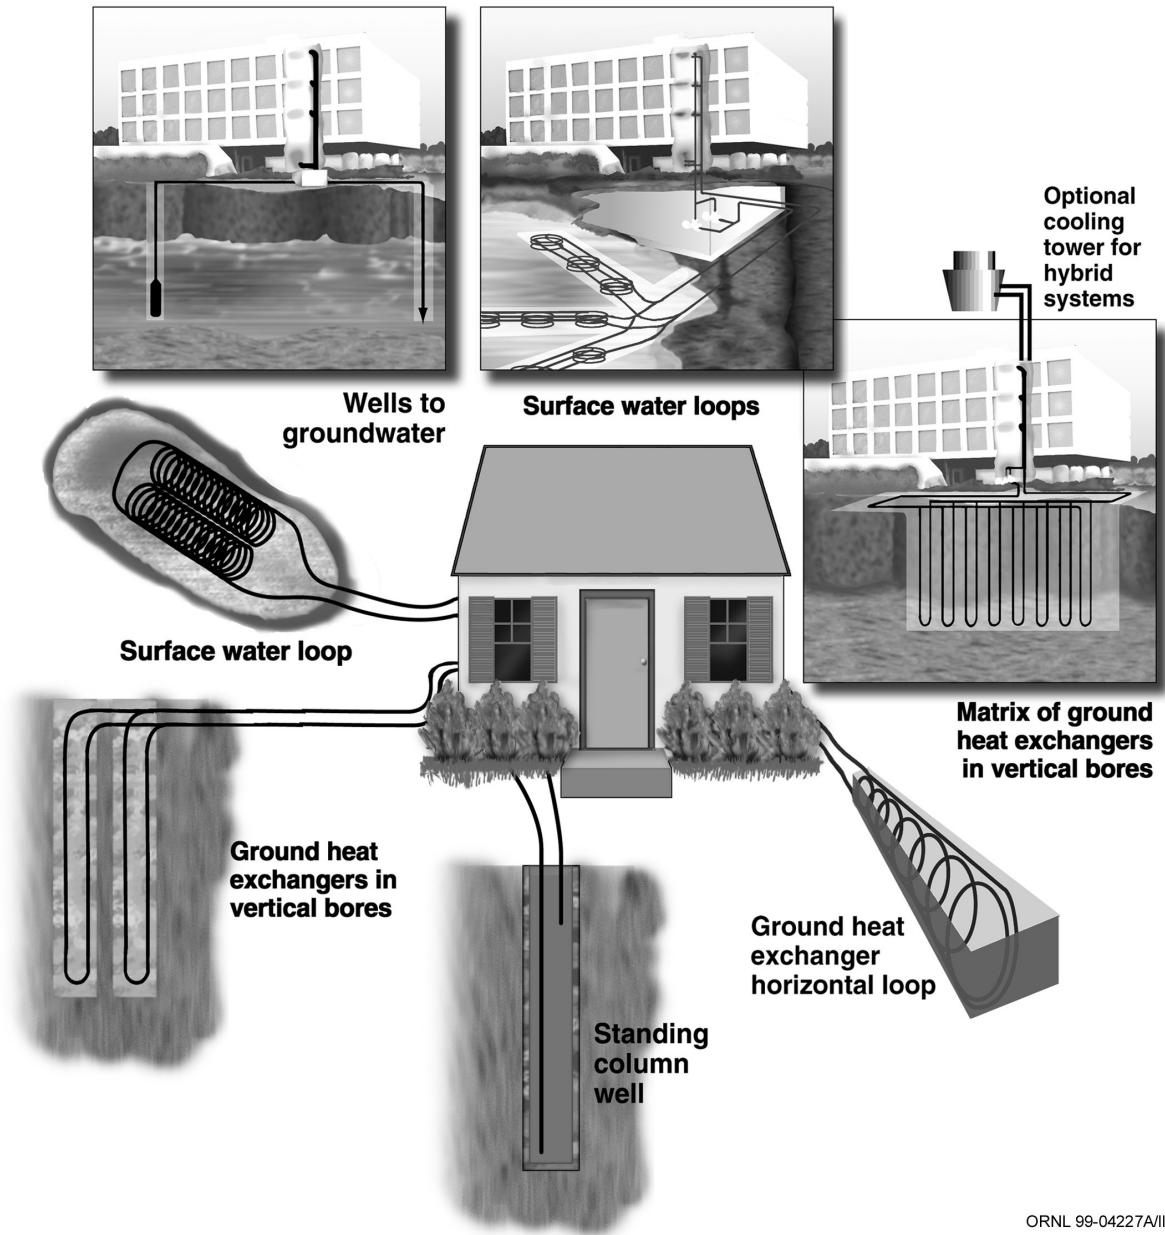 Optional
cooling
tower for
hybrid
systems
Wells to
groundwater
Surface water loops
Surface water loop
Matrix of ground
heat exchangers
in vertical bores
Ground heat
exchangers in
vertical bores
Ground heat
exchanger
horizontal loop
Standing
column
well
ORNL 99-04227A/II